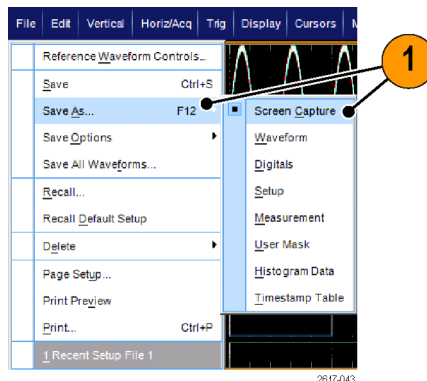 File Edit Vertical Horiz/Acq Trig Display Cursors
Reference Waveform Controls...
Save Ctrl+S
Save As... F12
Save Options
Save All Waveforms...
Recall...
Recall Default Setup
Delete
Page Setup...
Print Preview
Print... Ctrl+P
1 Recent Setup File 1
Screen Capture
Waveform
Digitals
Setup
Measurement
User Mask
Histogram Data
Timestamp Table
1
2617-043